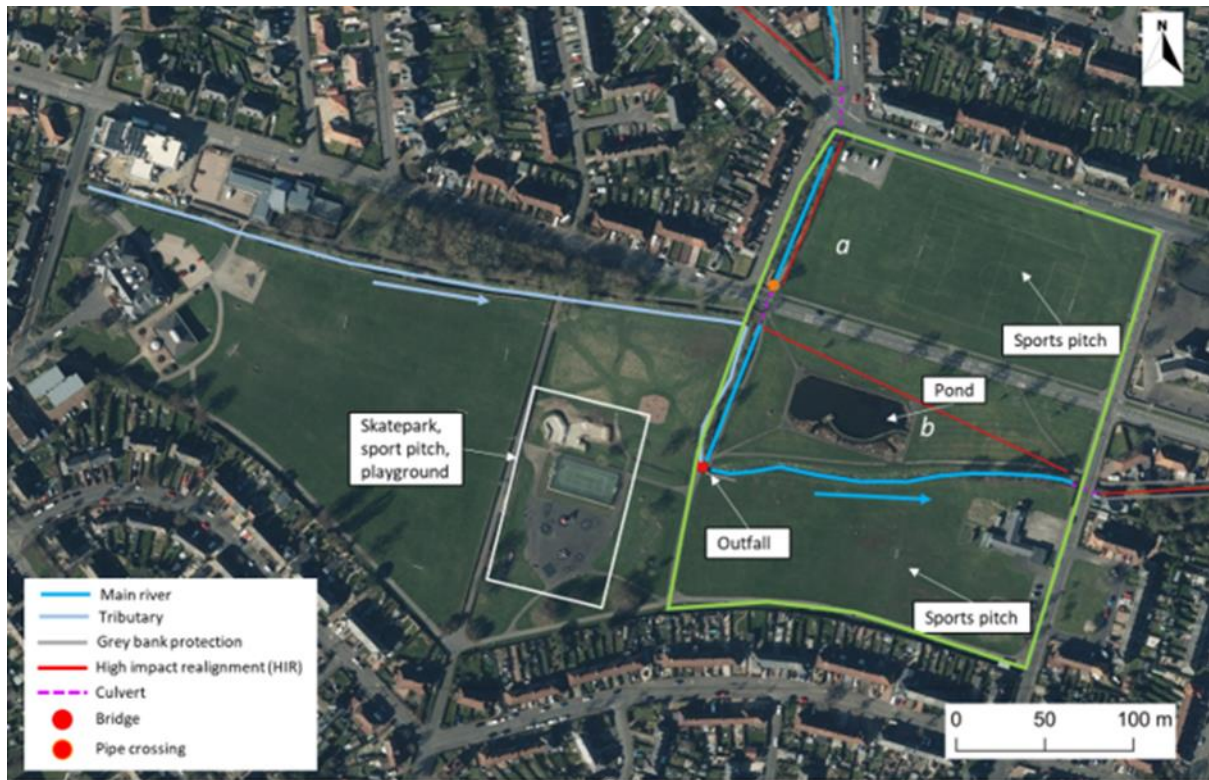 N
a
Sports pitch
Pond
b
Skatepark,
sport pitch,
playground
Outfall
Sports pitch
Main river
Tributary
Grey bank protection
High impact realignment (HIR)
Culvert
Bridge
Pipe crossing
0 50 100 m